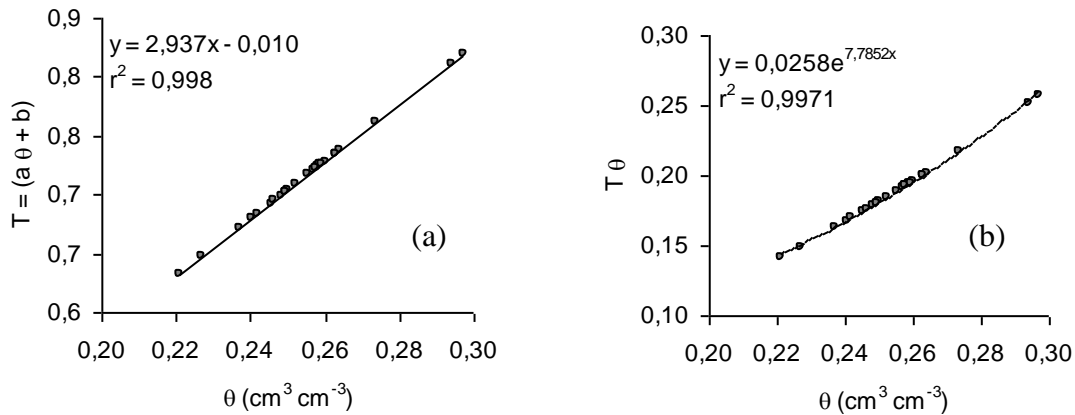 0,9
0,8
0,8
0,7
0,7
0,6
0,20
0,22
0,24
0,26
0,28
0,30
T = (a θ + b)
θ (cm³ cm⁻³)
y = 2,937x - 0,010
r² = 0,998
(a)
0,30
0,25
0,20
0,15
0,10
0,20
0,22
0,24
0,26
0,28
0,30
T θ
θ (cm³ cm⁻³)
y = 0,0258e⁷,⁷⁸⁵²ˣ
r² = 0,9971
(b)